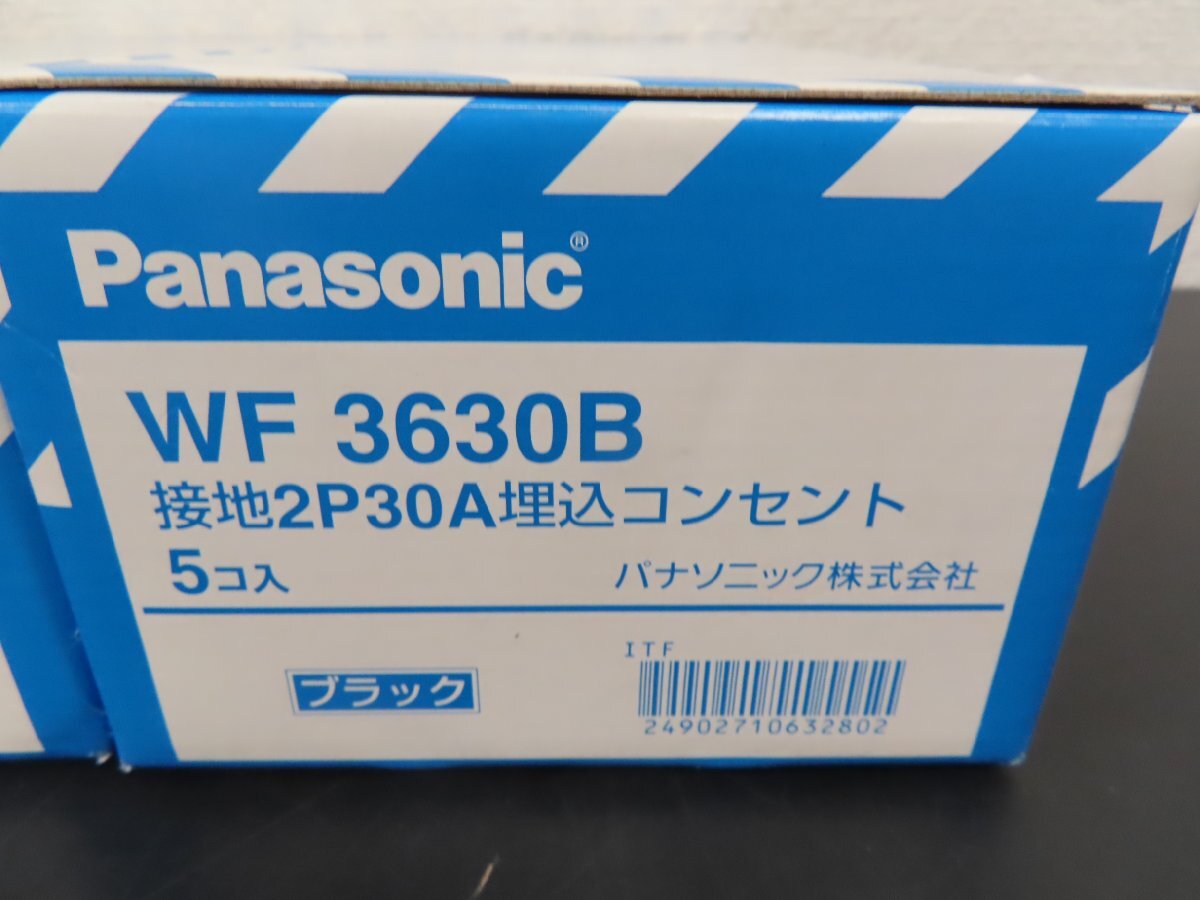 Panasonic®
WF 3630B
接地2P30A埋込コンセント
5コ入
パナソニック株式会社
ITF
ブラック
24902710632802